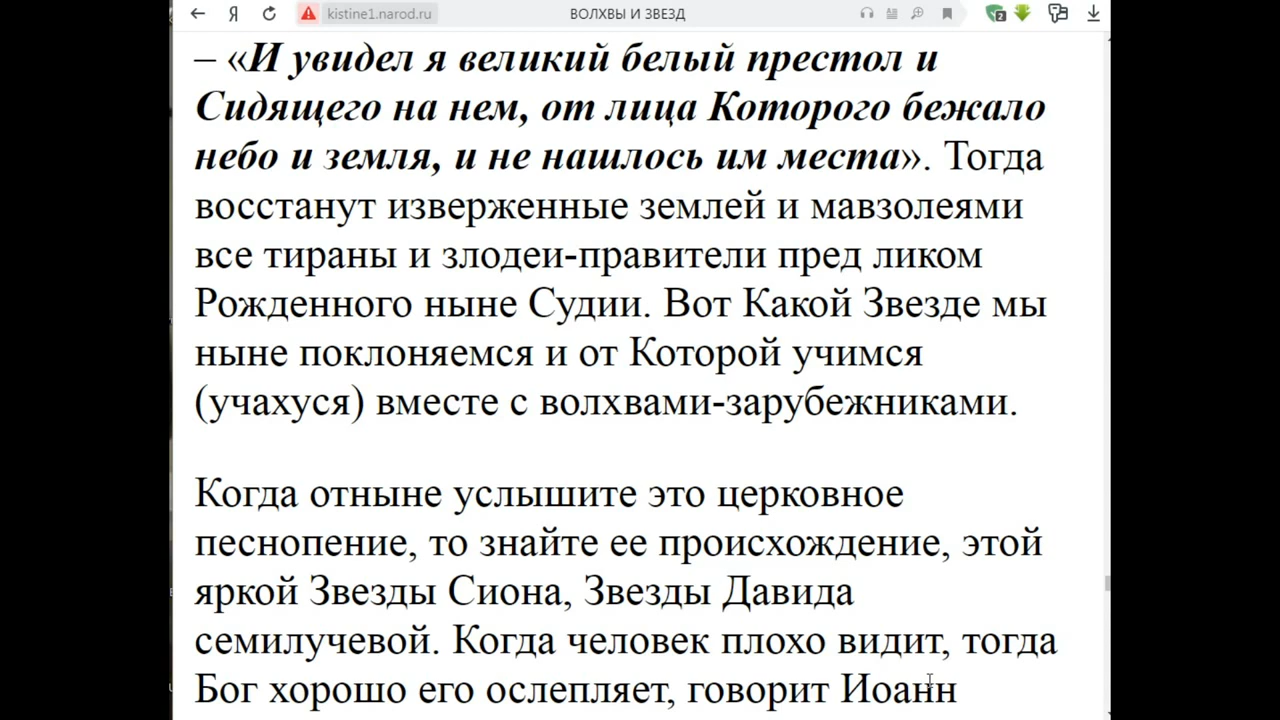 kistine1.narod.ru
ВОЛХВЫ И ЗВЕЗД
2
– «И увидел я великий белый престол и
Сидящего на нем, от лица Которого бежало
небо и земля, и не нашлось им места». Тогда
восстанут изверженные землей и мавзолеями
все тираны и злодеи-правители пред ликом
Рожденного ныне Судии. Вот Какой Звезде мы
ныне поклоняемся и от Которой учимся
(учахуся) вместе с волхвами-зарубежниками.
Когда отныне услышите это церковное
песнопение, то знайте ее происхождение, этой
яркой Звезды Сиона, Звезды Давида
семилучевой. Когда человек плохо видит, тогда
Бог хорошо его ослепляет, говорит Иоанн